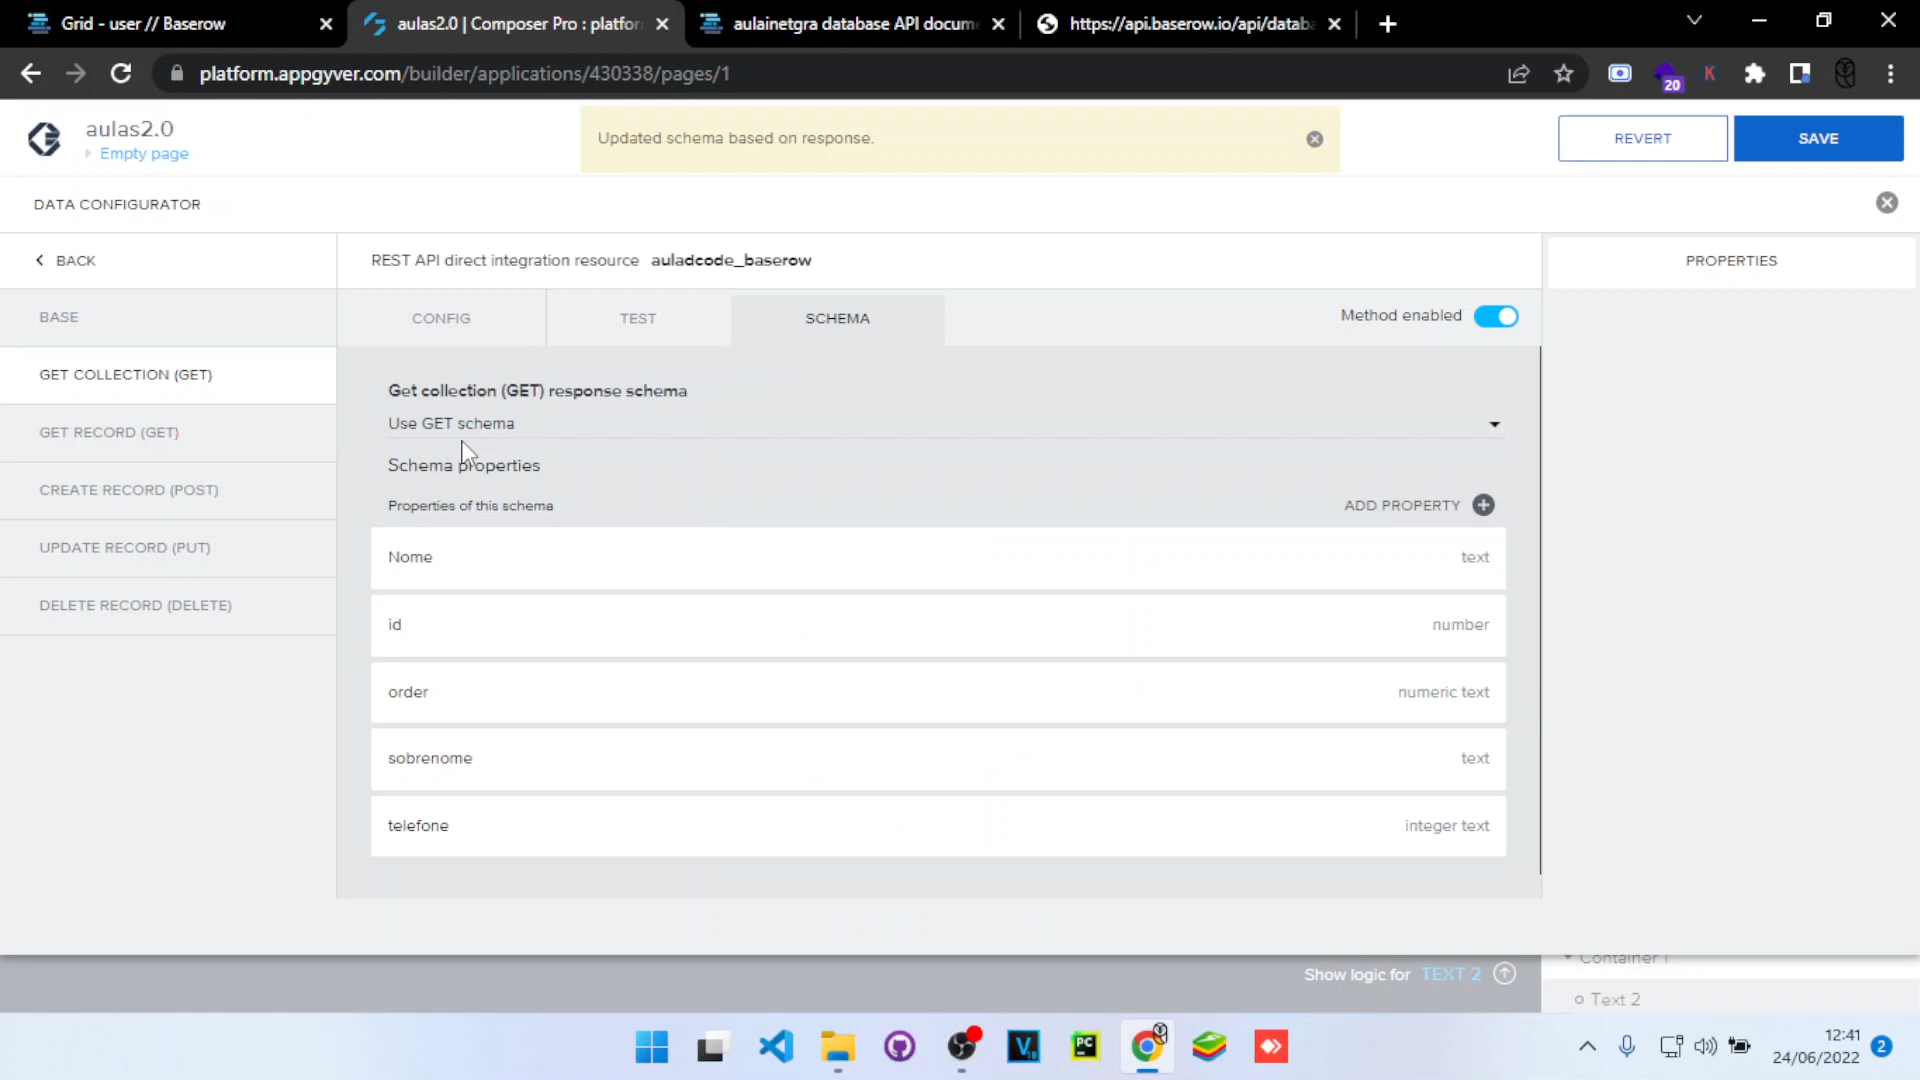 Grid - user // Baserow
aulas2.0 | Composer Pro : platfor
aulainetgra database API docum
https://api.baserow.io/api/datab
platform.appgyver.com/builder/applications/430338/pages/1
20
K
aulas2.0
Empty page
Updated schema based on response.
REVERT
SAVE
DATA CONFIGURATOR
BACK
REST API direct integration resource auladcode_baserow
PROPERTIES
BASE
CONFIG
TEST
SCHEMA
Method enabled
GET COLLECTION (GET)
GET RECORD (GET)
CREATE RECORD (POST)
UPDATE RECORD (PUT)
DELETE RECORD (DELETE)
Get collection (GET) response schema
Use GET schema
Schema properties
Properties of this schema
ADD PROPERTY
Nome
text
id
number
order
numeric text
sobrenome
text
telefone
integer text
Show logic for TEXT 2
Container 1
Text 2
PC
12:41
24/06/2022
2